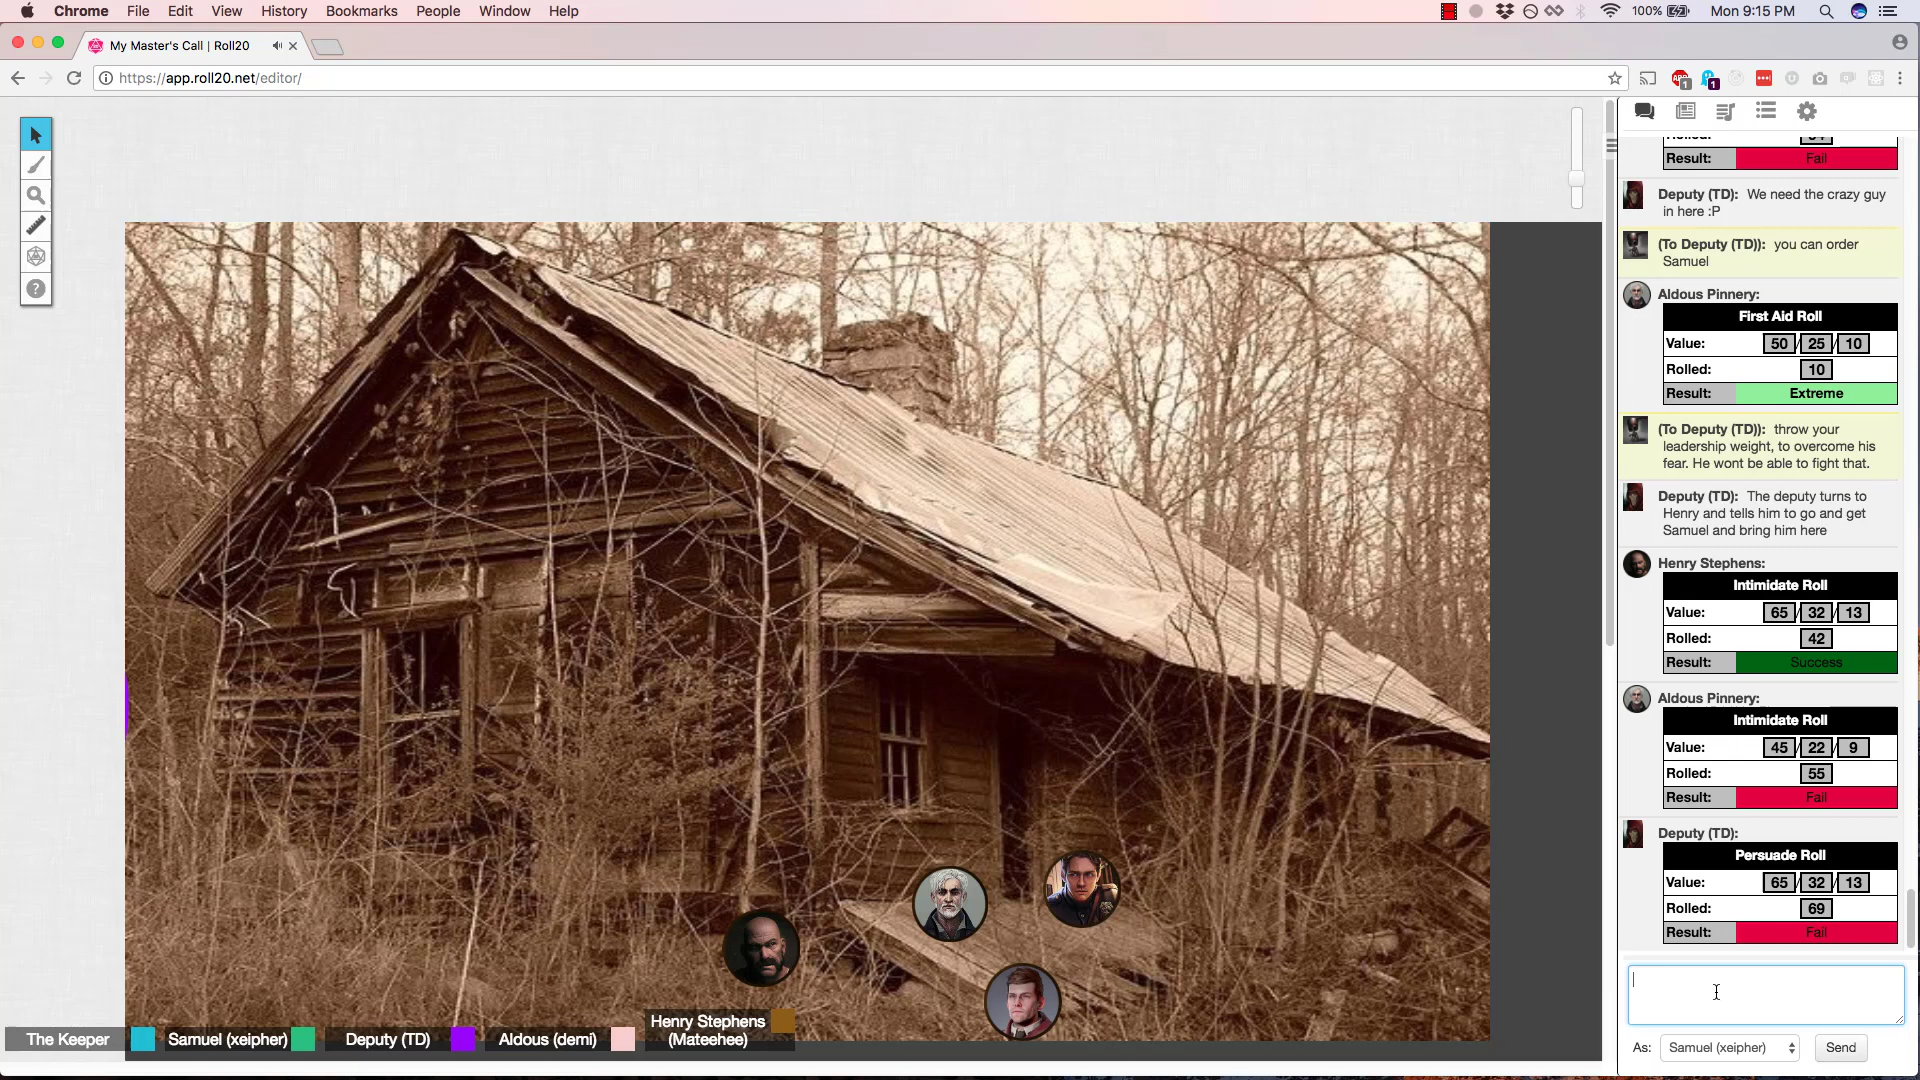 Chrome File Edit View History Bookmarks People Window Help
100% Mon 9:15 PM
My Master's Call | Roll20
https://app.roll20.net/editor/
Result: Fail
Deputy (TD): We need the crazy guy
in here :P
(To Deputy (TD)): you can order
Samuel
Aldous Pinnery:
First Aid Roll
Value: 50 / 25 / 10
Rolled: 10
Result: Extreme
(To Deputy (TD)): throw your
leadership weight, to overcome his
fear. He wont be able to fight that.
Deputy (TD): The deputy turns to
Henry and tells him to go and get
Samuel and bring him here
Henry Stephens:
Intimidate Roll
Value: 65 / 32 / 13
Rolled: 42
Result: Success
Aldous Pinnery:
Intimidate Roll
Value: 45 / 22 / 9
Rolled: 55
Result: Fail
Deputy (TD):
Persuade Roll
Value: 65 / 32 / 13
Rolled: 69
Result: Fail
As: Samuel (xeipher) Send
The Keeper
Samuel (xeipher)
Deputy (TD)
Aldous (demi)
Henry Stephens
(Mateehee)